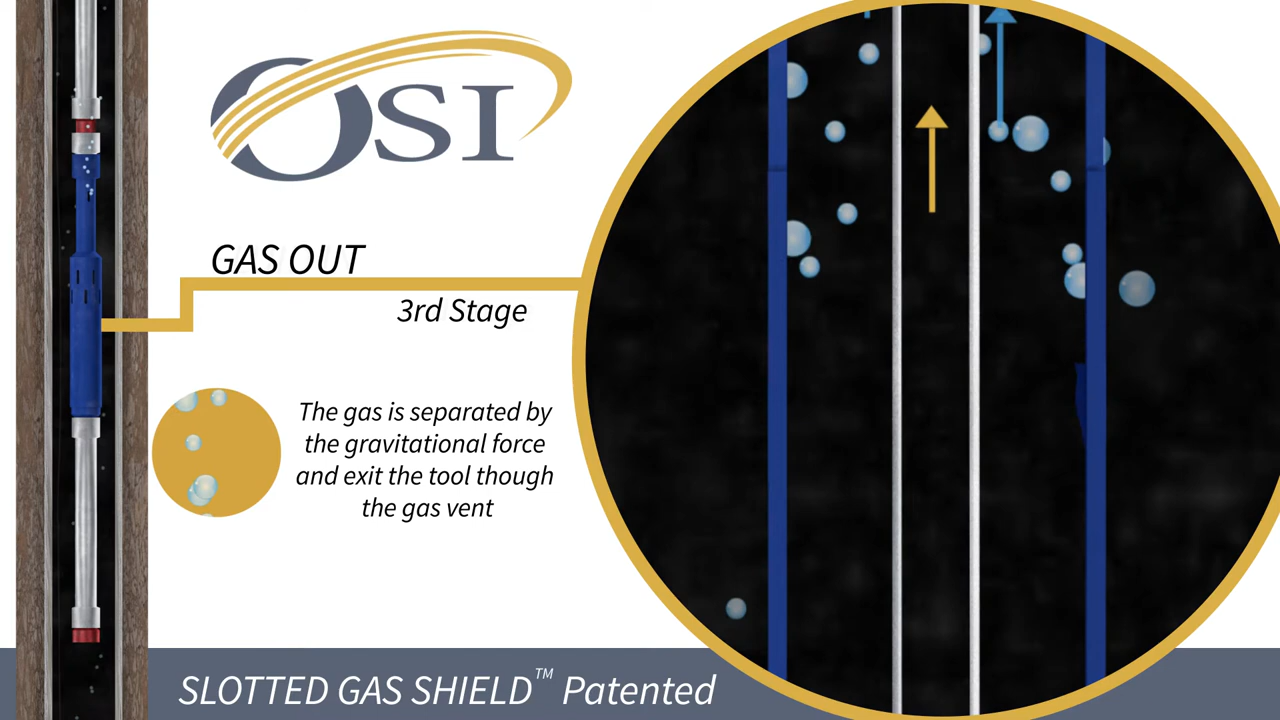 OSI
GAS OUT
3rd Stage
The gas is separated by
the gravitational force
and exit the tool though
the gas vent
SLOTTED GAS SHIELD™ Patented